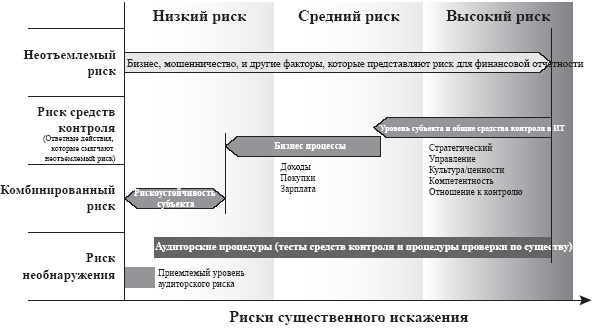 Низкий риск Средний риск Высокий риск
Неотъемлемый
риск
Бизнес, мошенничество, и другие факторы, которые представляют риск для финансовой отчетности
Риск средств
контроля
(Ответные действия,
которые смягчают
неотъемлемый риск)
Уровень субъекта и общие средства контроля в ИТ
Бизнес процессы
Стратегический
Управление
Культура/ценности
Компетентность
Отношение к контролю
Доходы
Покупки
Зарплата
Комбинированный
риск
Рискоустойчивость
субъекта
Аудиторские процедуры (тесты средств контроля и процедуры проверки по существу)
Риск
необнаружения
Приемлемый уровень
аудиторского риска
Риски существенного искажения